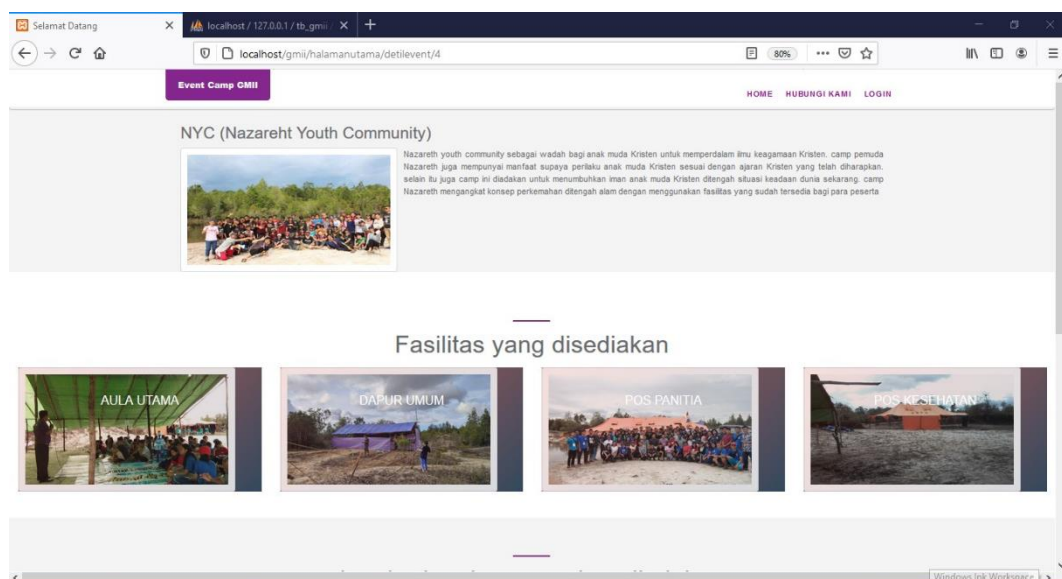 Selamat Datang
localhost / 127.0.0.1 / tb_gmii /
localhost/gmii/halamanutama/detilevent/4
80%
Event Camp GMII
HOME HUBUNGI KAMI LOGIN
NYC (Nazareht Youth Community)
Nazareth youth community sebagai wadah bagi anak muda Kristen untuk memperdalam ilmu keagamaan Kristen. camp pemuda
Nazareth juga mempunyai manfaat supaya perilaku anak muda Kristen sesuai dengan ajaran Kristen yang telah diharapkan.
selain itu juga camp ini diadakan untuk menumbuhkan iman anak muda Kristen ditengah situasi keadaan dunia sekarang. camp
Nazareth mengangkat konsep perkemahan ditengah alam dengan menggunakan fasilitas yang sudah tersedia bagi para peserta
Fasilitas yang disediakan
AULA UTAMA
DAPUR UMUM
POS PANITIA
POS KESEHATAN
Windows Ink Workspace